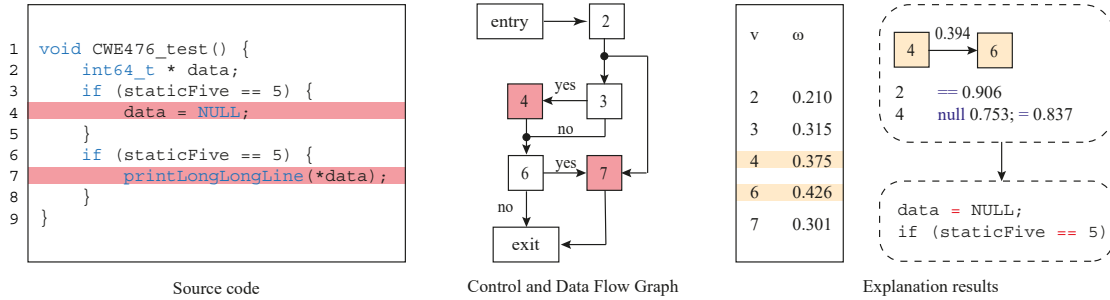 1 void CWE476_test() {
2 int64_t * data;
3 if (staticFive == 5) {
4 data = NULL;
5 }
6 if (staticFive == 5) {
7 printLongLongLine(*data);
8 }
9 }
Source code
entry
2
4
yes
3
no
6
yes
7
no
exit
Control and Data Flow Graph
v ω
2 0.210
3 0.315
4 0.375
6 0.426
7 0.301
0.394
4 6
2 == 0.906
4 null 0.753; = 0.837
data = NULL;
if (staticFive == 5)
Explanation results